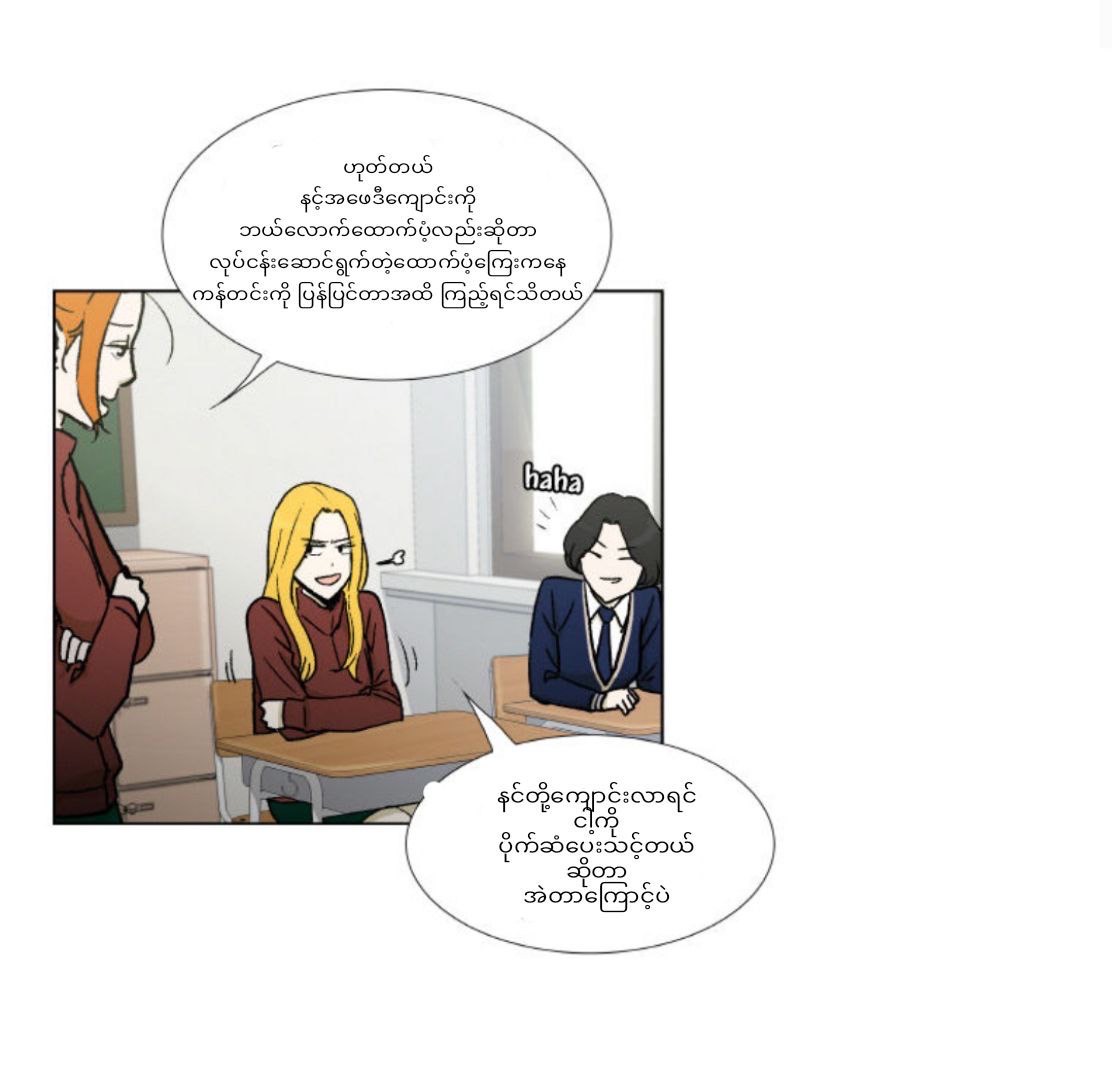 ဟုတ်တယ်
နင့်အဖေဒီကျောင်းကို
ဘယ်လောက်ထောက်ပံ့လည်းဆိုတာ
လုပ်ငန်းဆောင်ရွက်တဲ့ထောက်ပံ့ကြေးကနေ
ကန်တင်းကို ပြန်ပြင်တာအထိ ကြည့်ရင်သိတယ်
haha
နင်တို့ကျောင်းလာရင်
ငါ့ကို
ပိုက်ဆံပေးသင့်တယ်
ဆိုတာ
အဲတာကြောင့်ပဲ